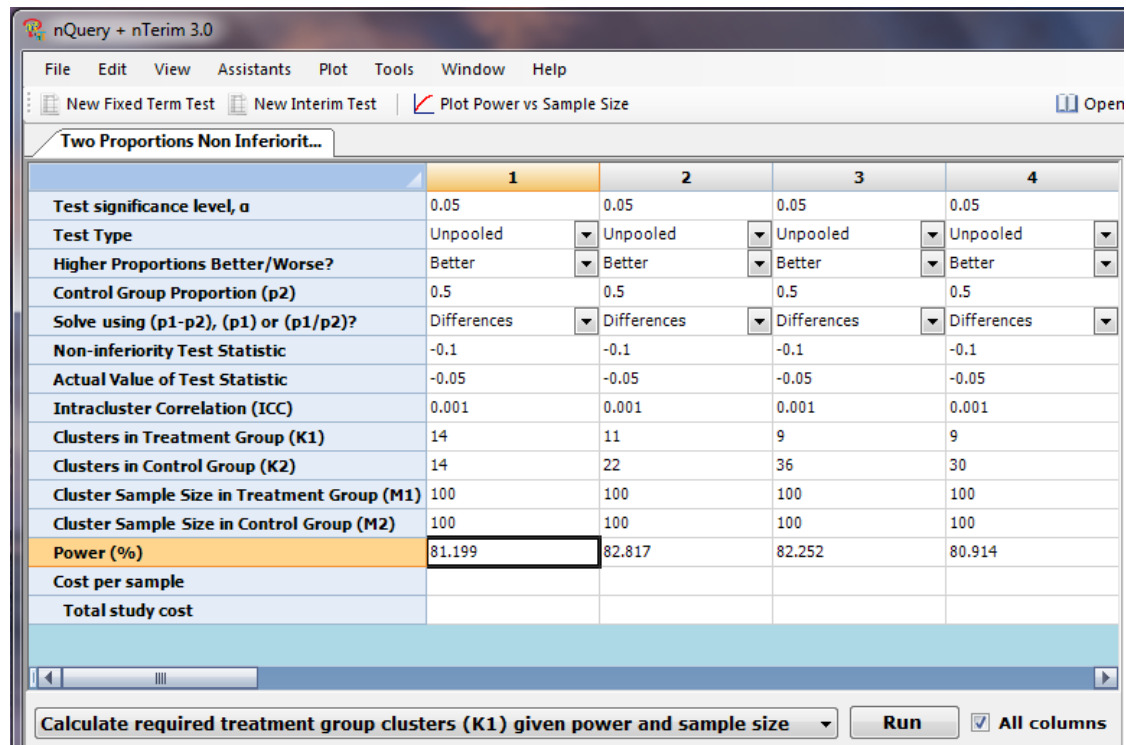 nQuery + nTerim 3.0
File Edit View Assistants Plot Tools Window Help
New Fixed Term Test New Interim Test Plot Power vs Sample Size Open
Two Proportions Non Inferiorit...
1 2 3 4
Test significance level, α 0.05 0.05 0.05 0.05
Test Type Unpooled Unpooled Unpooled Unpooled
Higher Proportions Better/Worse? Better Better Better Better
Control Group Proportion (p2) 0.5 0.5 0.5 0.5
Solve using (p1-p2), (p1) or (p1/p2)? Differences Differences Differences Differences
Non-inferiority Test Statistic -0.1 -0.1 -0.1 -0.1
Actual Value of Test Statistic -0.05 -0.05 -0.05 -0.05
Intracluster Correlation (ICC) 0.001 0.001 0.001 0.001
Clusters in Treatment Group (K1) 14 11 9 9
Clusters in Control Group (K2) 14 22 36 30
Cluster Sample Size in Treatment Group (M1) 100 100 100 100
Cluster Sample Size in Control Group (M2) 100 100 100 100
Power (%) 81.199 82.817 82.252 80.914
Cost per sample
Total study cost
Calculate required treatment group clusters (K1) given power and sample size Run All columns